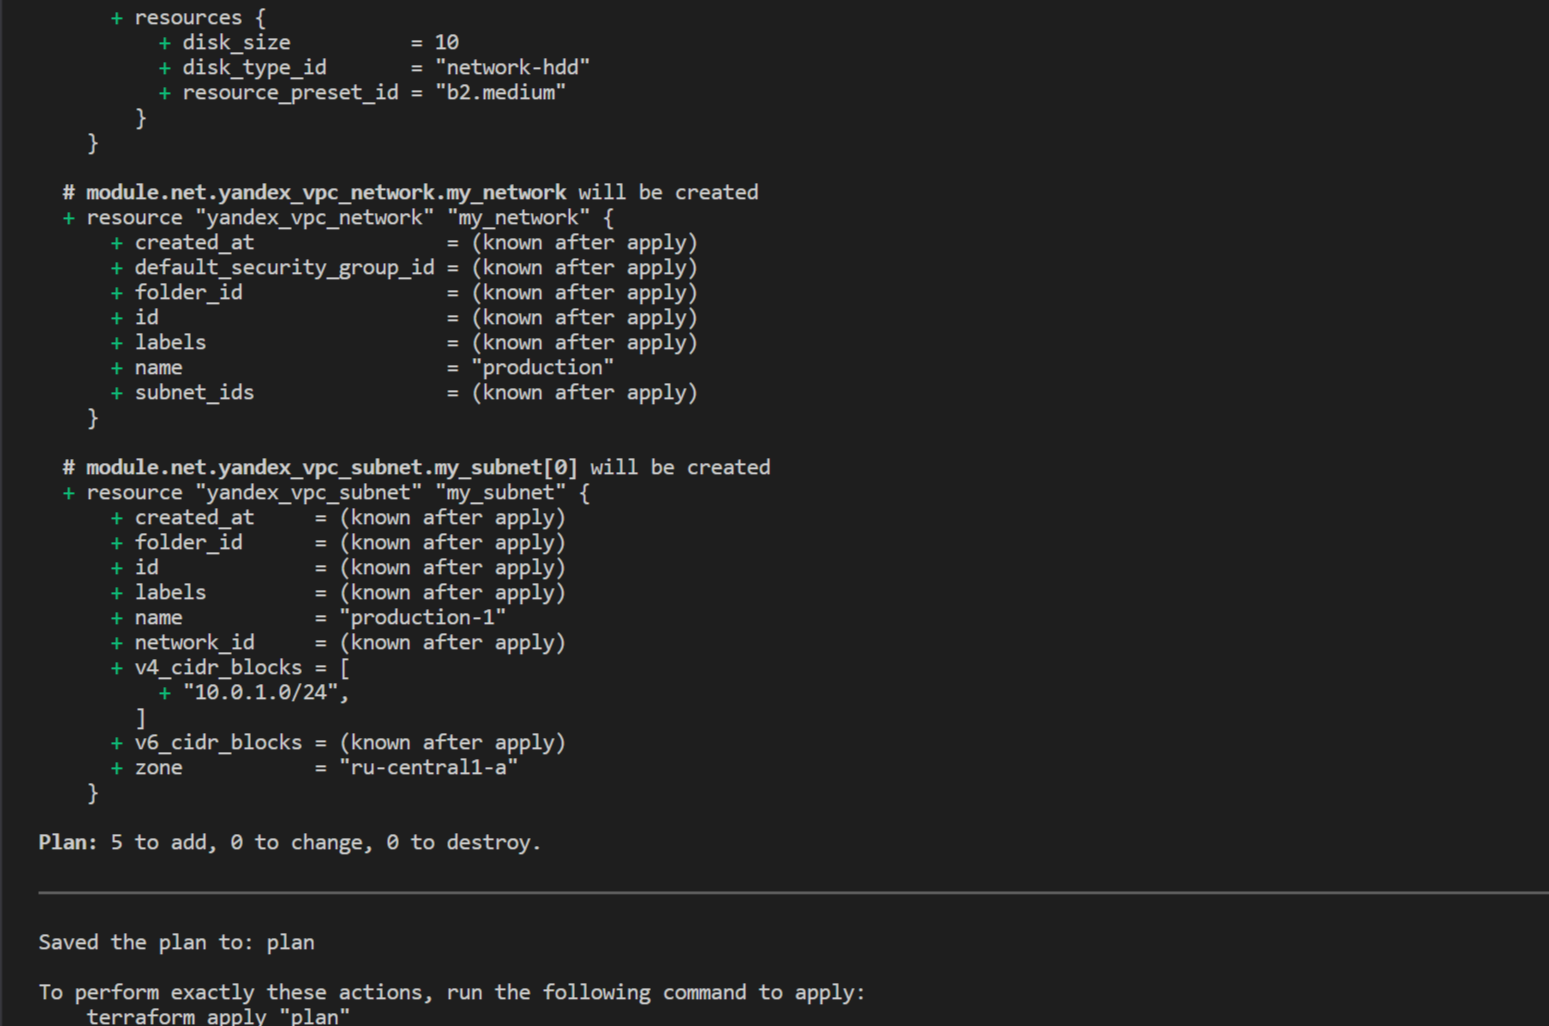 + resources {
+ disk_size = 10
+ disk_type_id = "network-hdd"
+ resource_preset_id = "b2.medium"
}
}
# module.net.yandex_vpc_network.my_network will be created
+ resource "yandex_vpc_network" "my_network" {
+ created_at = (known after apply)
+ default_security_group_id = (known after apply)
+ folder_id = (known after apply)
+ id = (known after apply)
+ labels = (known after apply)
+ name = "production"
+ subnet_ids = (known after apply)
}
# module.net.yandex_vpc_subnet.my_subnet[0] will be created
+ resource "yandex_vpc_subnet" "my_subnet" {
+ created_at = (known after apply)
+ folder_id = (known after apply)
+ id = (known after apply)
+ labels = (known after apply)
+ name = "production-1"
+ network_id = (known after apply)
+ v4_cidr_blocks = [
+ "10.0.1.0/24",
]
+ v6_cidr_blocks = (known after apply)
+ zone = "ru-central1-a"
}
Plan: 5 to add, 0 to change, 0 to destroy.
Saved the plan to: plan
To perform exactly these actions, run the following command to apply:
terraform apply "plan"